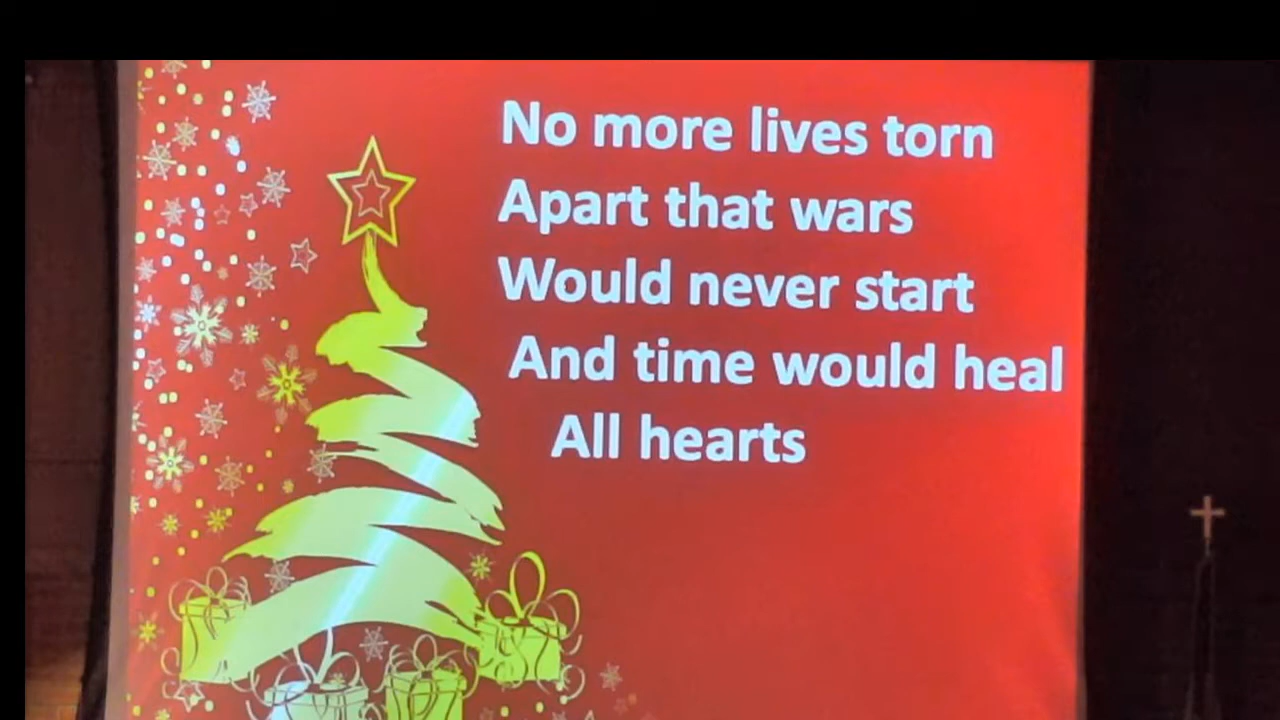 No more lives torn
Apart that wars
Would never start
And time would heal
All hearts